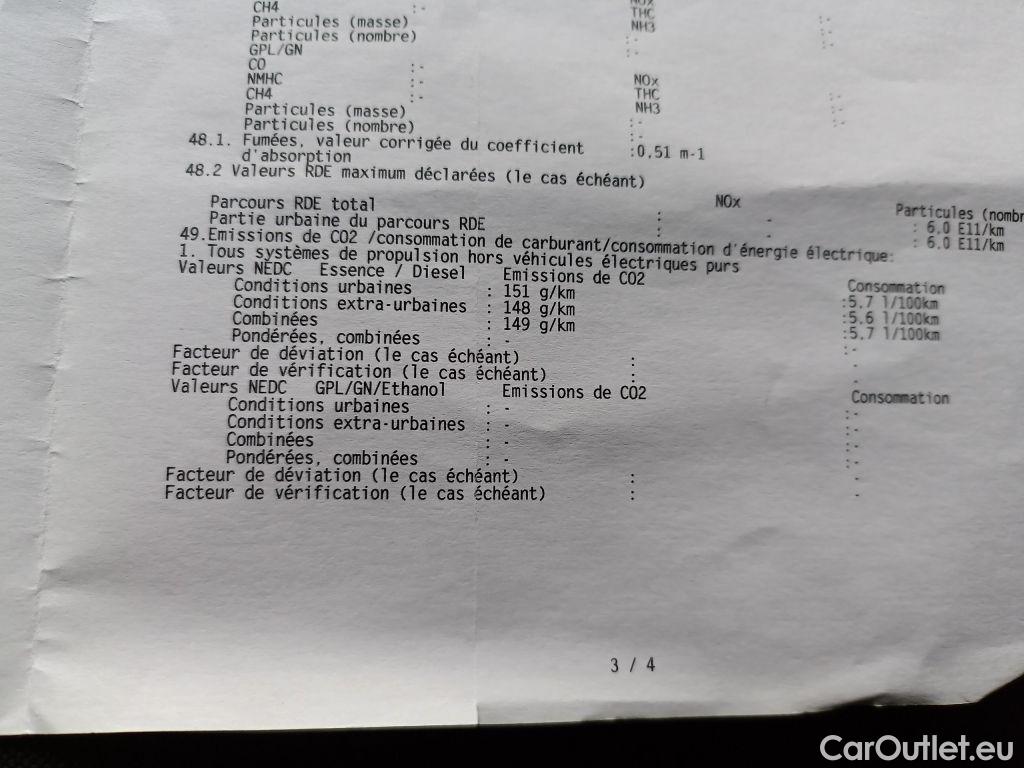 CH4 :- NOx
Particules (masse) THC :-
Particules (nombre) NH3 :-
GPL/GN :-
CO :-
NMHC :- NOx
CH4 :- THC :-
Particules (masse) NH3 :-
Particules (nombre) :-
48.1. Fumées, valeur corrigée du coefficient :0,51 m-1
d'absorption
48.2 Valeurs RDE maximum déclarées (le cas échéant)
Parcours RDE total NOx Particules (nombr
Partie urbaine du parcours RDE : - : 6.0 E11/km
: - : 6.0 E11/km
49.Emissions de CO2 /consommation de carburant/consommation d'énergie électrique:
1. Tous systèmes de propulsion hors véhicules électriques purs
Valeurs NEDC Essence / Diesel Emissions de CO2 Consommation
Conditions urbaines : 151 g/km :5.7 l/100km
Conditions extra-urbaines : 148 g/km :5.6 l/100km
Combinées : 149 g/km :5.7 l/100km
Pondérées, combinées : - :-
Facteur de déviation (le cas échéant) : -
Facteur de vérification (le cas échéant) : -
Valeurs NEDC GPL/GN/Ethanol Emissions de CO2 Consommation
Conditions urbaines : - :-
Conditions extra-urbaines : - :-
Combinées : - :-
Pondérées, combinées : - :-
Facteur de déviation (le cas échéant) : -
Facteur de vérification (le cas échéant) : -
3 / 4
CarOutlet.eu